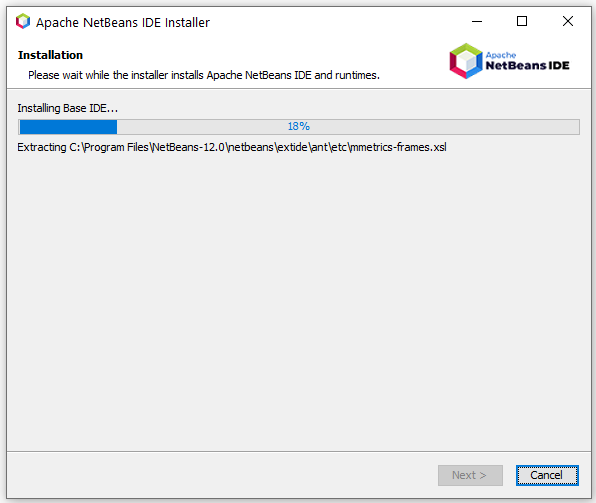 Apache NetBeans IDE Installer
Installation
Please wait while the installer installs Apache NetBeans IDE and runtimes.
Apache
NetBeans IDE
Installing Base IDE...
18%
Extracting C:\Program Files\NetBeans-12.0\netbeans\extide\ant\etc\mmetrics-frames.xsl
Next >
Cancel